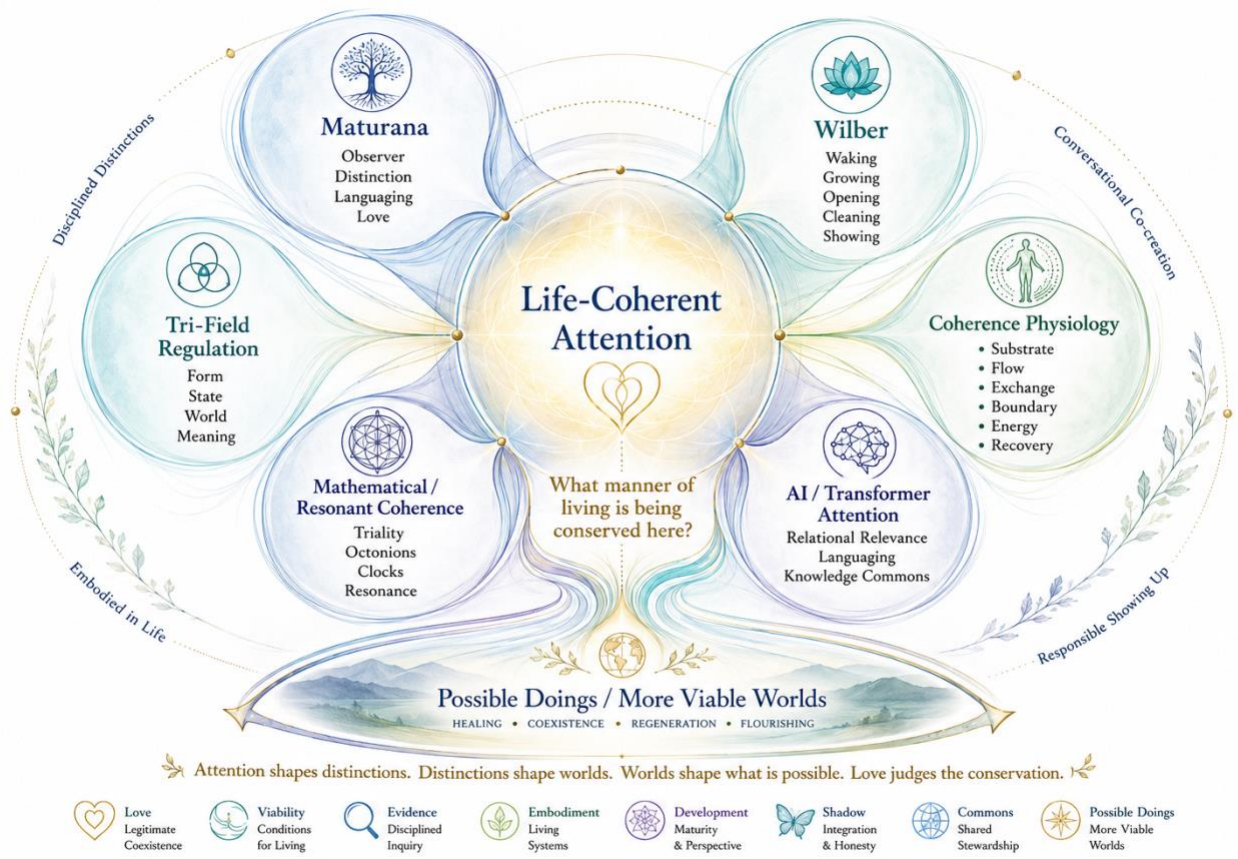 Disciplined Distinctions
Conversational Co-creation
Maturana
Observer
Distinction
Languaging
Love
Wilber
Waking
Growing
Opening
Cleaning
Showing
Tri-Field
Regulation
Form
State
World
Meaning
Life-Coherent
Attention
Coherence Physiology
• Substrate
• Flow
• Exchange
• Boundary
• Energy
• Recovery
Mathematical /
Resonant Coherence
Triality
Octonions
Clocks
Resonance
What manner of
living is being
conserved here?
AI / Transformer
Attention
Relational Relevance
Languaging
Knowledge Commons
Embodied in Life
Responsible Showing Up
Possible Doings / More Viable Worlds
HEALING • COEXISTENCE • REGENERATION • FLOURISHING
Attention shapes distinctions. Distinctions shape worlds. Worlds shape what is possible. Love judges the conservation.
Love
Legitimate
Coexistence
Viability
Conditions
for Living
Evidence
Disciplined
Inquiry
Embodiment
Living
Systems
Development
Maturity
& Perspective
Shadow
Integration
& Honesty
Commons
Shared
Stewardship
Possible Doings
More Viable
Worlds